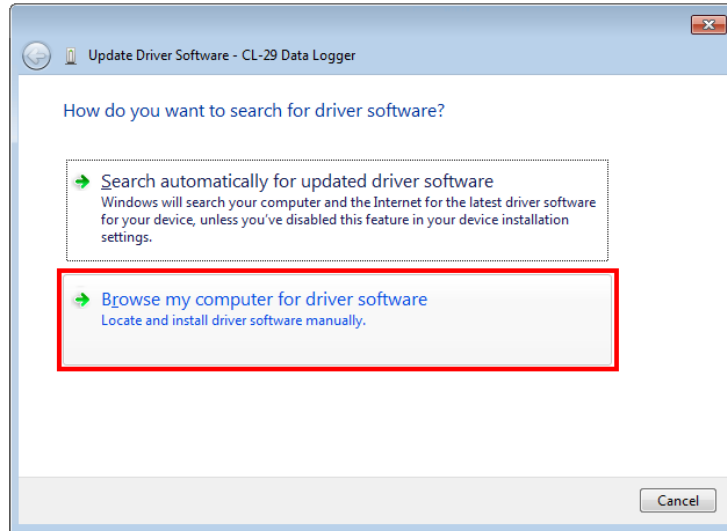 Update Driver Software - CL-29 Data Logger
How do you want to search for driver software?
Search automatically for updated driver software
Windows will search your computer and the Internet for the latest driver software
for your device, unless you've disabled this feature in your device installation
settings.
Browse my computer for driver software
Locate and install driver software manually.
Cancel